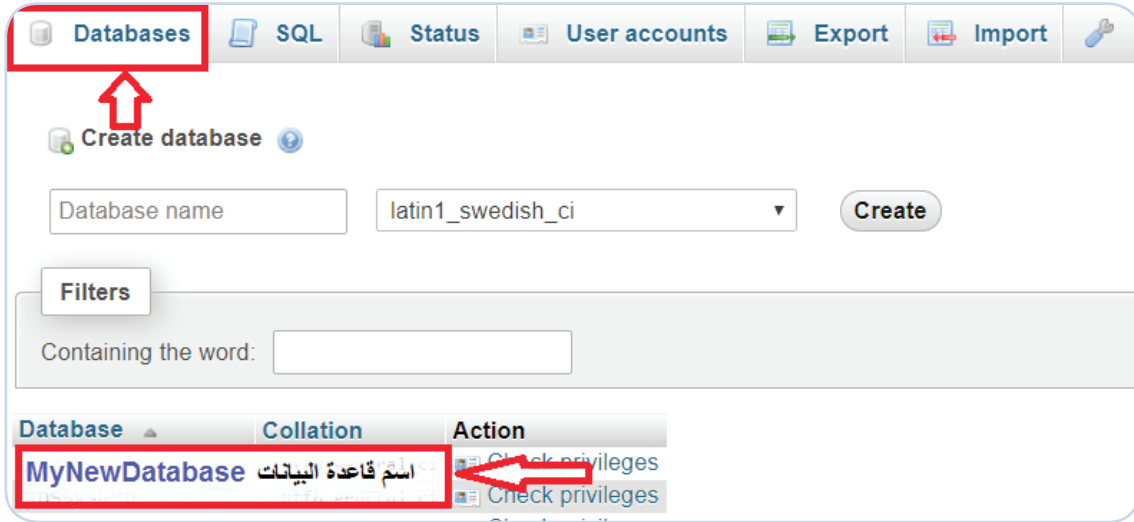 Databases SQL Status User accounts Export Import
Create database
Database name latin1_swedish_ci Create
Filters
Containing the word:
Database Collation Action
MyNewDatabase اسم قاعدة البيانات Check privileges
Check privileges